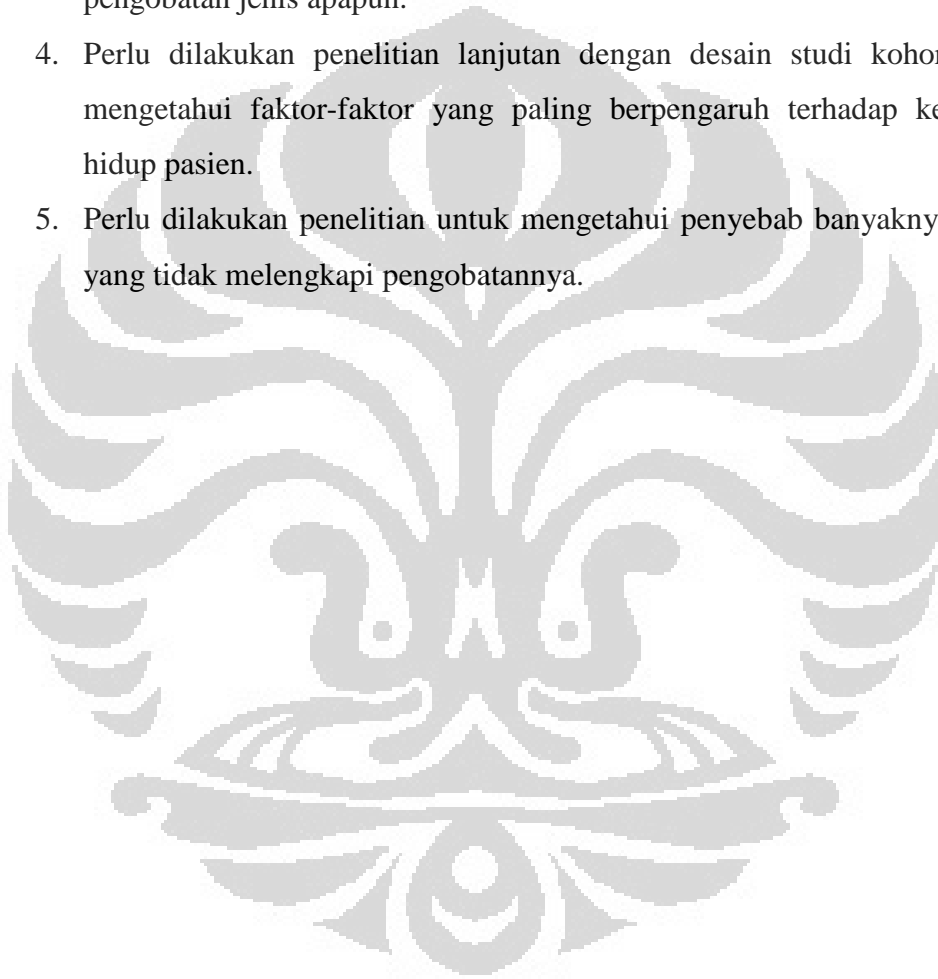 pengobatan jenis apapun.
4. Perlu dilakukan penelitian lanjutan dengan desain studi kohor
mengetahui faktor-faktor yang paling berpengaruh terhadap ke
hidup pasien.
5. Perlu dilakukan penelitian untuk mengetahui penyebab banyakny
yang tidak melengkapi pengobatannya.